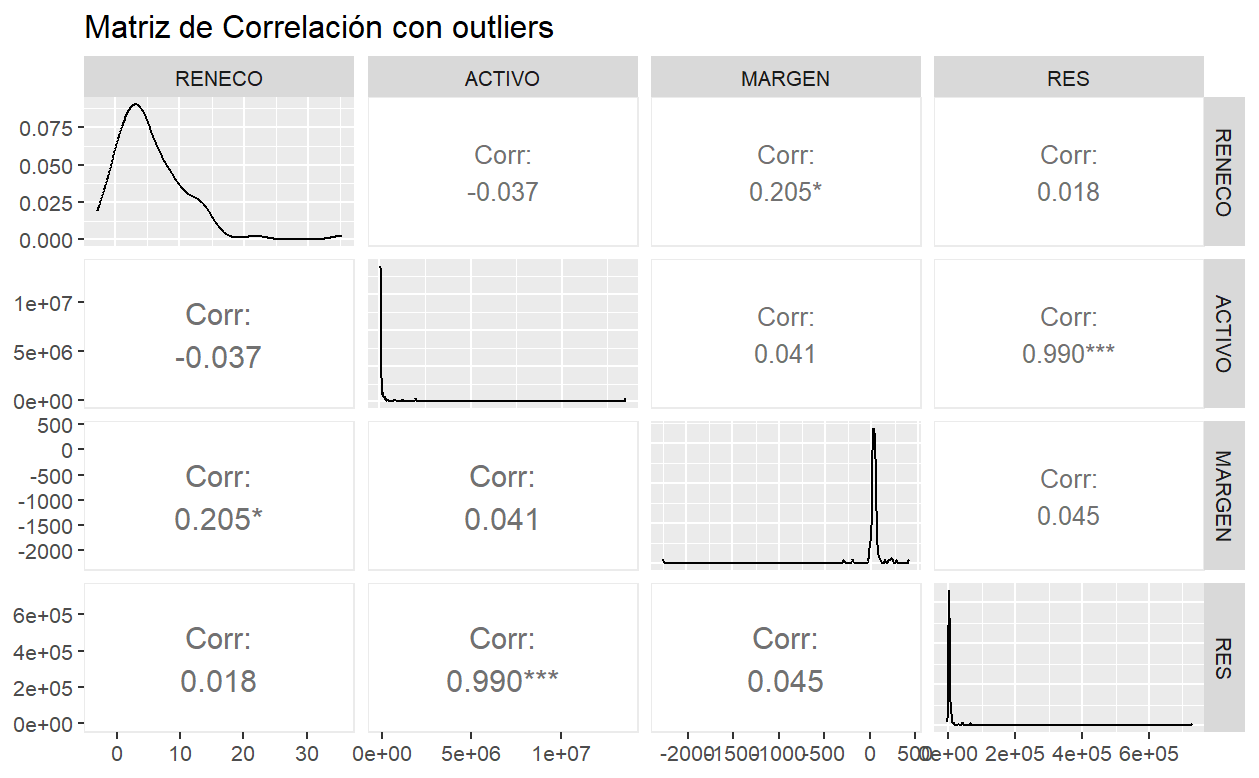 Matriz de Correlación con outliers
RENECO ACTIVO MARGEN RES
0.075
0.050
0.025
0.000
Corr:
-0.037
Corr:
0.205*
Corr:
0.018
RENECO
1e+07
5e+06
0e+00
Corr:
-0.037
Corr:
0.041
Corr:
0.990***
ACTIVO
500
0
-500
-1000
-1500
-2000
Corr:
0.205*
Corr:
0.041
Corr:
0.045
MARGEN
6e+05
4e+05
2e+05
0e+00
Corr:
0.018
Corr:
0.990***
Corr:
0.045
RES
0 10 20 30 0e+00 5e+06 1e+07 -2000 -1500 -1000 -500 0 500 0e+00 2e+05 4e+05 6e+05